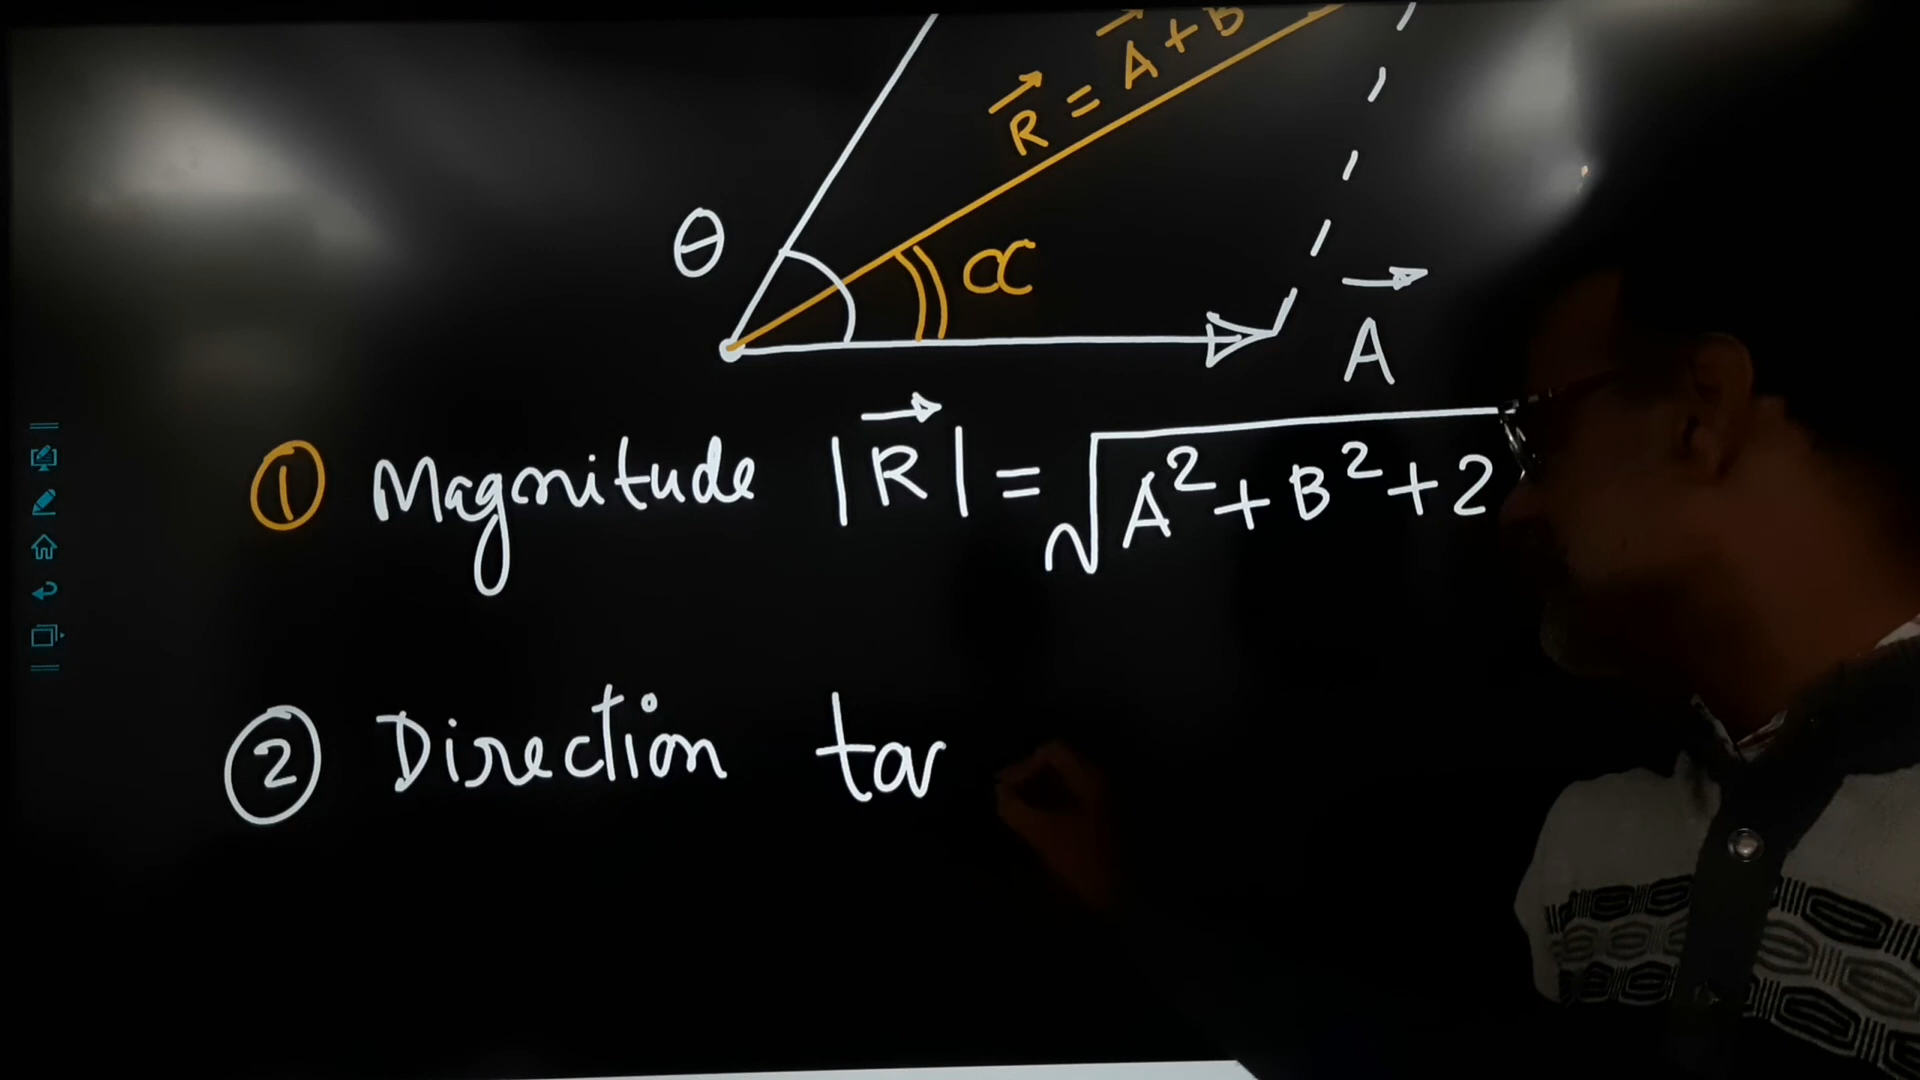 R⃗ = A⃗ + B
θ
α
A⃗
① Magnitude |R⃗| = √A² + B² + 2
② Direction tan